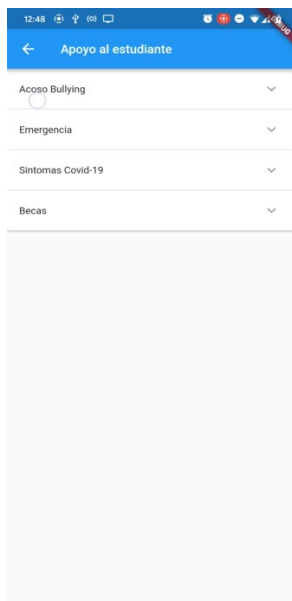 12:48
Apoyo al estudiante
Acoso Bullying
Emergencia
Sintomas Covid-19
Becas